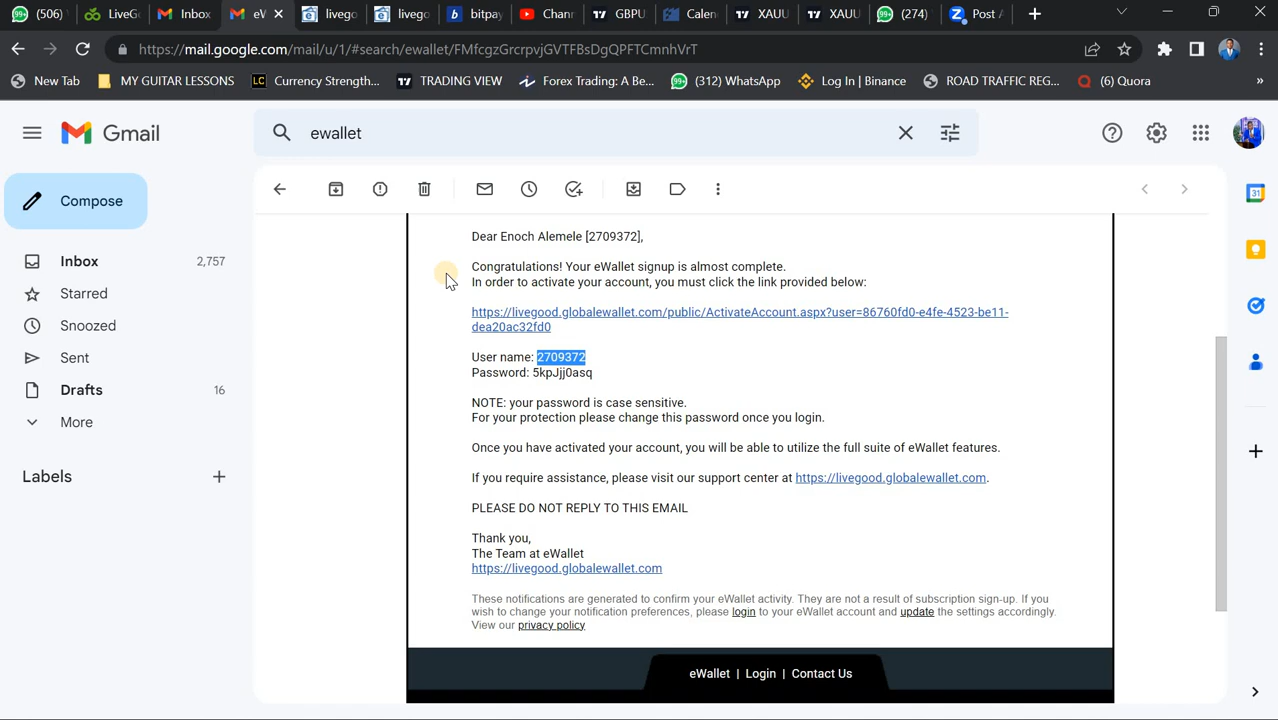 (506)
LiveG
Inbox
eW
livego
livego
bitpay
Chann
GBPU
Calen
XAUU
XAUU
(274)
Post A
https://mail.google.com/mail/u/1/#search/ewallet/FMfcgzGrcrpvjGVTFBsDgQPFTCmnhVrT
New Tab
MY GUITAR LESSONS
LC Currency Strength...
TRADING VIEW
Forex Trading: A Be...
99+ (312) WhatsApp
Log In | Binance
ROAD TRAFFIC REG...
(6) Quora
»
Gmail
ewallet
Compose
Inbox 2,757
Starred
Snoozed
Sent
Drafts 16
More
Labels
Dear Enoch Alemele [2709372],
Congratulations! Your eWallet signup is almost complete.
In order to activate your account, you must click the link provided below:
https://livegood.globalewallet.com/public/ActivateAccount.aspx?user=86760fd0-e4fe-4523-be11-
dea20ac32fd0
User name: 2709372
Password: 5kpJjj0asq
NOTE: your password is case sensitive.
For your protection please change this password once you login.
Once you have activated your account, you will be able to utilize the full suite of eWallet features.
If you require assistance, please visit our support center at https://livegood.globalewallet.com.
PLEASE DO NOT REPLY TO THIS EMAIL
Thank you,
The Team at eWallet
https://livegood.globalewallet.com
These notifications are generated to confirm your eWallet activity. They are not a result of subscription sign-up. If you
wish to change your notification preferences, please login to your eWallet account and update the settings accordingly.
View our privacy policy
eWallet | Login | Contact Us